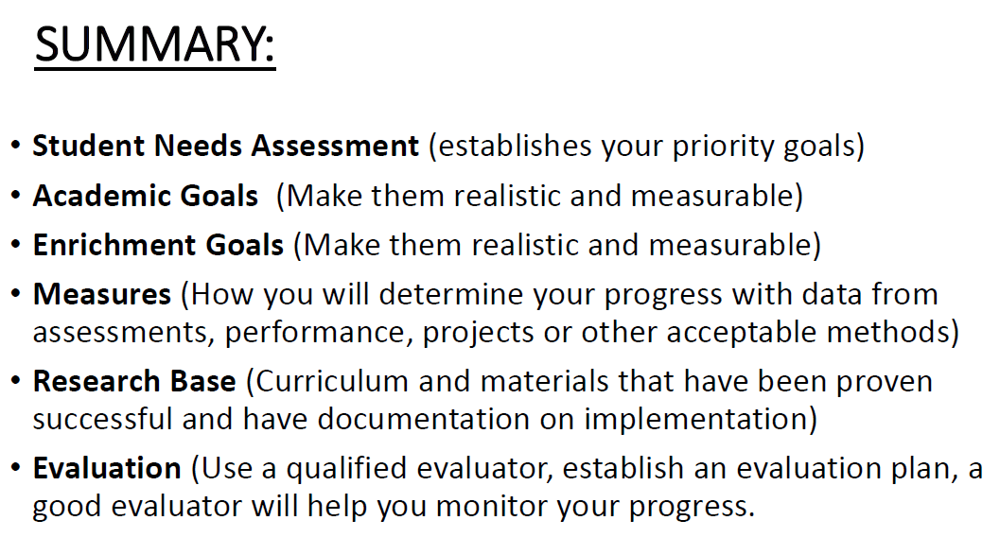 SUMMARY:
• Student Needs Assessment (establishes your priority goals)
• Academic Goals  (Make them realistic and measurable)
• Enrichment Goals (Make them realistic and measurable)
• Measures (How you will determine your progress with data from
assessments, performance, projects or other acceptable methods)
• Research Base (Curriculum and materials that have been proven
successful and have documentation on implementation)
• Evaluation (Use a qualified evaluator, establish an evaluation plan, a
good evaluator will help you monitor your progress.